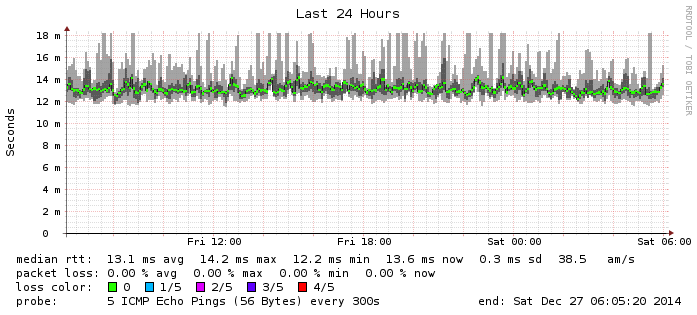 Last 24 Hours
RRDTOOL / TOBI OETIKER
Seconds
18 m
16 m
14 m
12 m
10 m
8 m
6 m
4 m
2 m
0
Fri 12:00 Fri 18:00 Sat 00:00 Sat 06:00
median rtt: 13.1 ms avg 14.2 ms max 12.2 ms min 13.6 ms now 0.3 ms sd 38.5 am/s
packet loss: 0.00 % avg 0.00 % max 0.00 % min 0.00 % now
loss color: 0 1/5 2/5 3/5 4/5
probe: 5 ICMP Echo Pings (56 Bytes) every 300s end: Sat Dec 27 06:05:20 2014